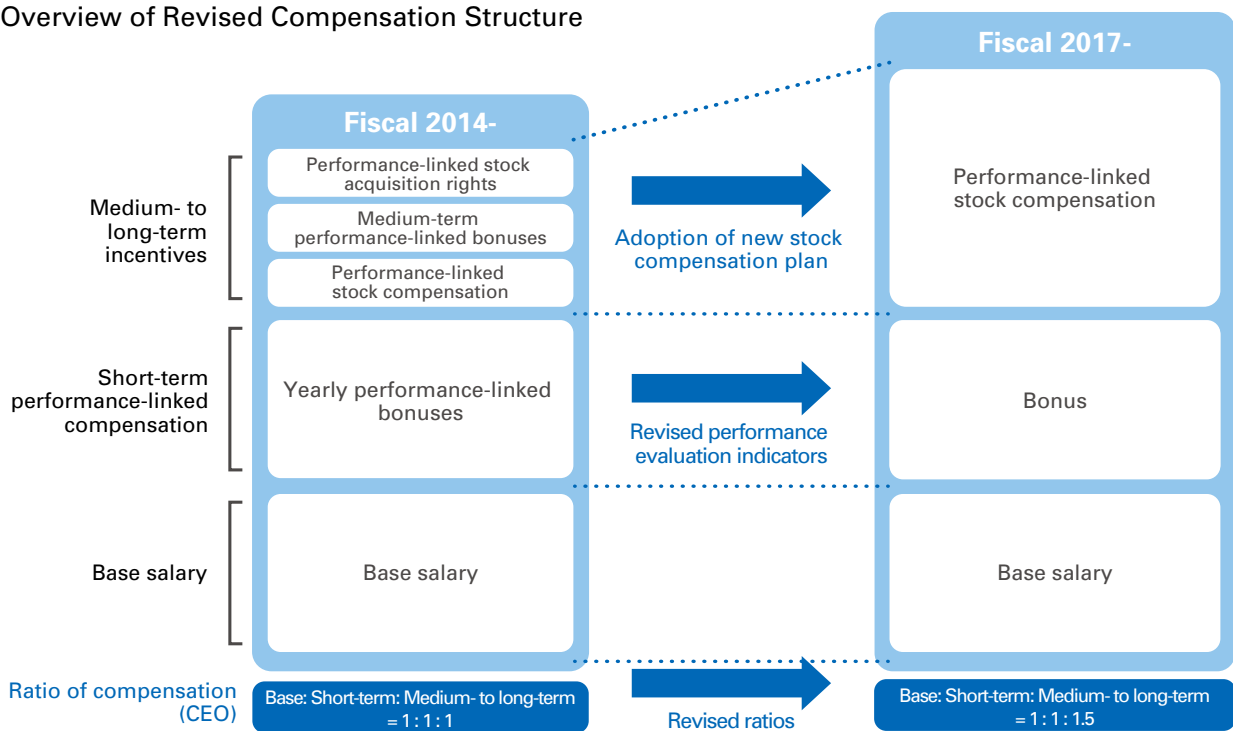 Overview of Revised Compensation Structure
Fiscal 2014-
Fiscal 2017-
Medium- to
long-term
incentives
Performance-linked stock
acquisition rights
Medium-term
performance-linked bonuses
Performance-linked
stock compensation
Adoption of new stock
compensation plan
Performance-linked
stock compensation
Short-term
performance-linked
compensation
Yearly performance-linked
bonuses
Revised performance
evaluation indicators
Bonus
Base salary
Base salary
Base salary
Ratio of compensation
(CEO)
Base: Short-term: Medium- to long-term
= 1 : 1 : 1
Revised ratios
Base: Short-term: Medium- to long-term
= 1 : 1 : 1.5